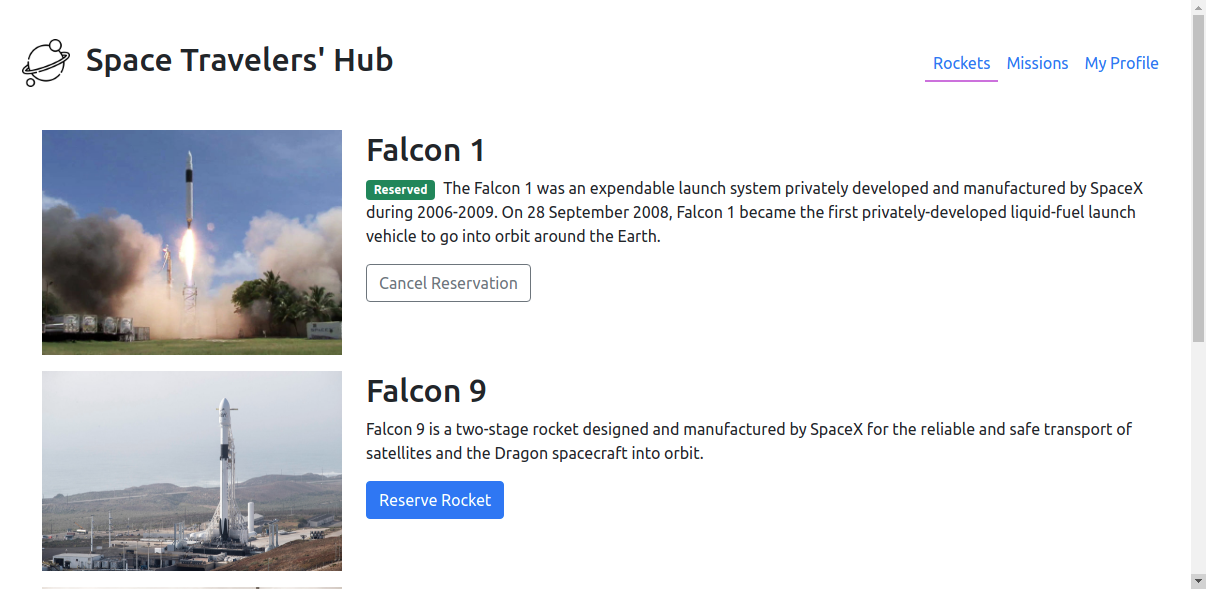 Space Travelers' Hub
Rockets Missions My Profile
Falcon 1
Reserved The Falcon 1 was an expendable launch system privately developed and manufactured by SpaceX
during 2006-2009. On 28 September 2008, Falcon 1 became the first privately-developed liquid-fuel launch
vehicle to go into orbit around the Earth.
Cancel Reservation
Falcon 9
Falcon 9 is a two-stage rocket designed and manufactured by SpaceX for the reliable and safe transport of
satellites and the Dragon spacecraft into orbit.
Reserve Rocket